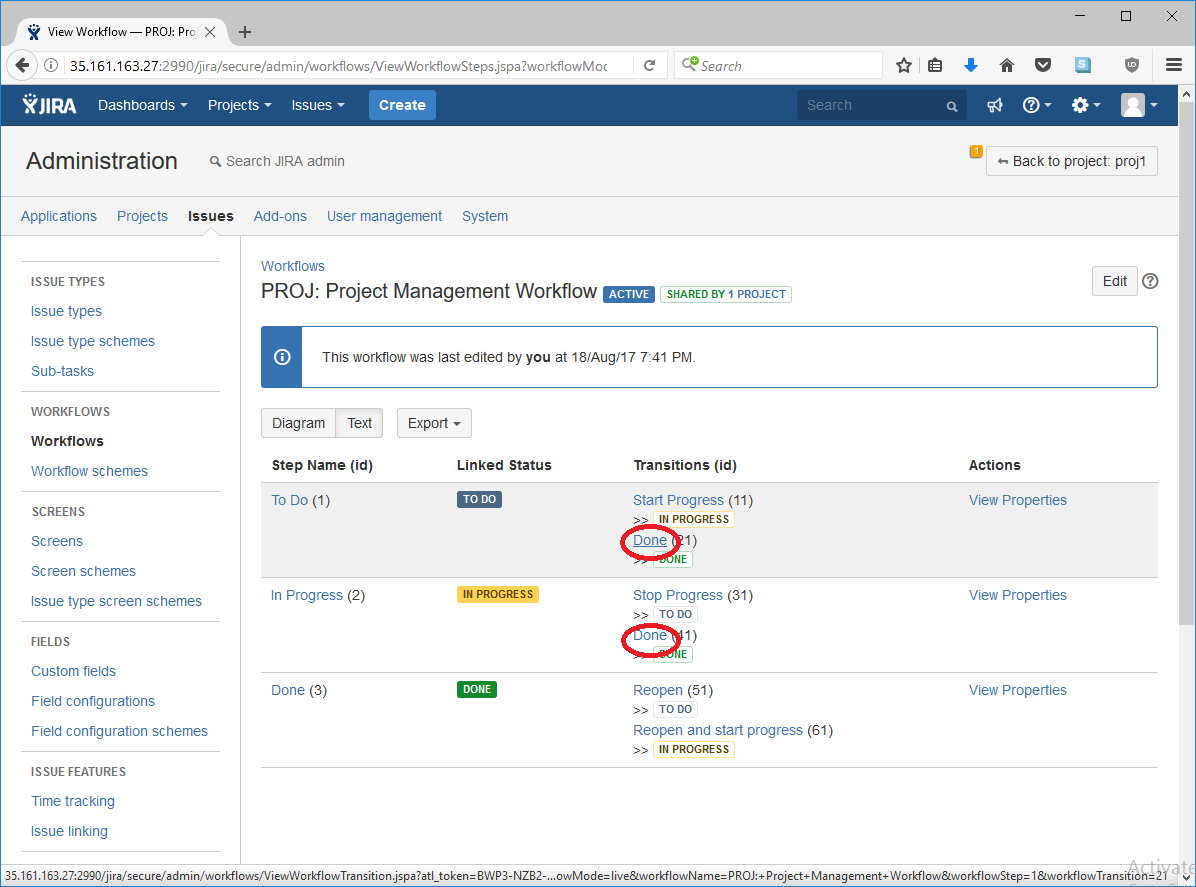 View Workflow — PROJ: Pro
35.161.163.27:2990/jira/secure/admin/workflows/ViewWorkflowSteps.jspa?workflowMod
Search
JIRA Dashboards Projects Issues Create Search
Administration Search JIRA admin 1 Back to project: proj1
Applications Projects Issues Add-ons User management System
ISSUE TYPES
Issue types
Issue type schemes
Sub-tasks
WORKFLOWS
Workflows
Workflow schemes
SCREENS
Screens
Screen schemes
Issue type screen schemes
FIELDS
Custom fields
Field configurations
Field configuration schemes
ISSUE FEATURES
Time tracking
Issue linking
Workflows
PROJ: Project Management Workflow ACTIVE SHARED BY 1 PROJECT
Edit
This workflow was last edited by you at 18/Aug/17 7:41 PM.
Diagram Text Export
Step Name (id) Linked Status Transitions (id) Actions
To Do (1) TO DO Start Progress (11) View Properties
>> IN PROGRESS
Done (21)
>> DONE
In Progress (2) IN PROGRESS Stop Progress (31) View Properties
>> TO DO
Done (41)
>> DONE
Done (3) DONE Reopen (51) View Properties
>> TO DO
Reopen and start progress (61)
>> IN PROGRESS
Activate
35.161.163.27:2990/jira/secure/admin/workflows/ViewWorkflowTransition.jspa?atl_token=BWP3-NZB2-...owMode=live&workflowName=PROJ:+Project+Management+Workflow&workflowStep=1&workflowTransition=21